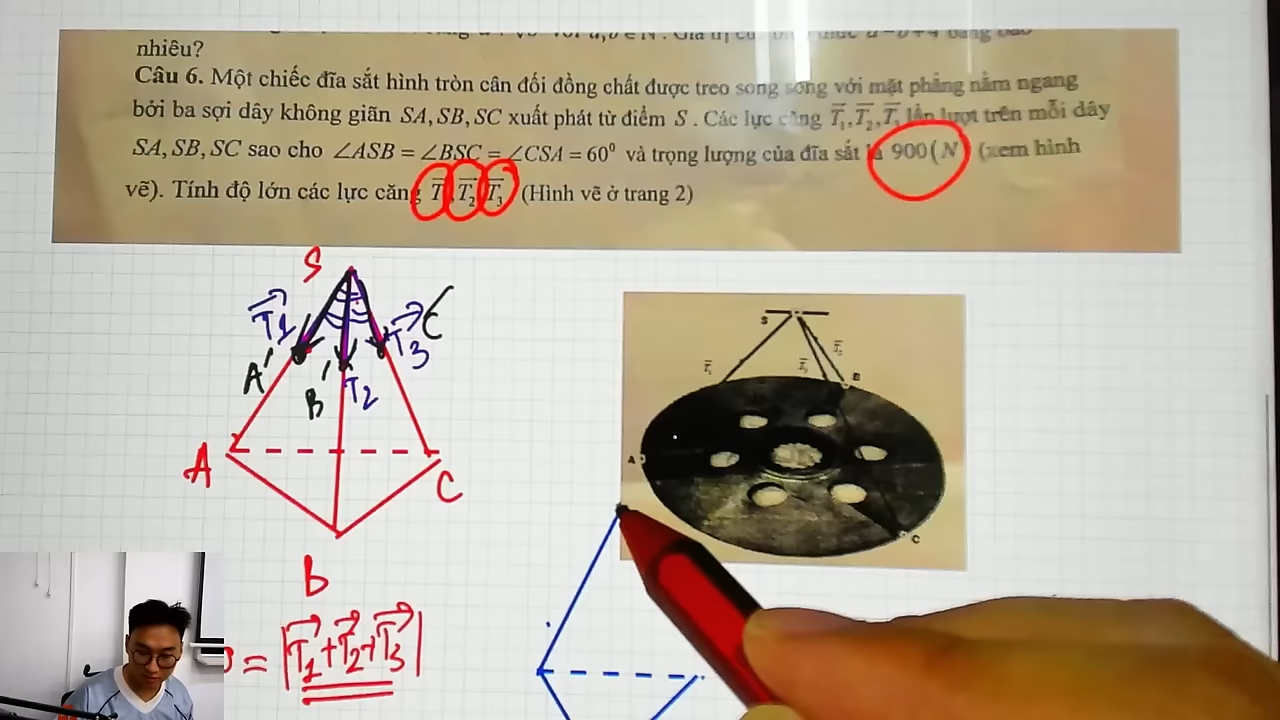 nhiêu?
Câu 6. Một chiếc đĩa sắt hình tròn cân đối đồng chất được treo song song với mặt phẳng nằm ngang
bởi ba sợi dây không giãn SA, SB, SC xuất phát từ điểm S. Các lực căng T₁, T₂, T₃ lần lượt trên mỗi dây
SA, SB, SC sao cho ∠ASB = ∠BSC = ∠CSA = 60⁰ và trọng lượng của đĩa sắt là 900(N) (xem hình
vẽ). Tính độ lớn các lực căng T T₂ T₃ (Hình vẽ ở trang 2)
S
T1
T3
A'
B'
T2
A
C
b
= |T1+T2+T3|
S
T₁
B
A
C